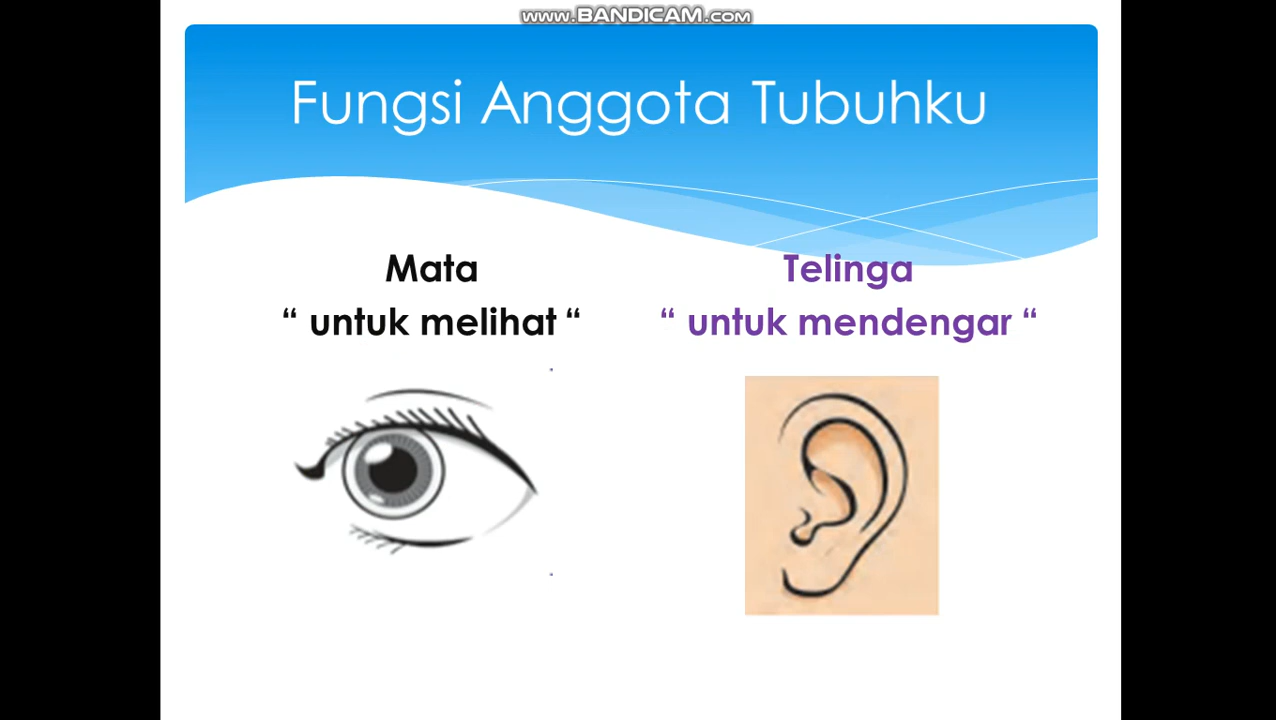 www.BANDICAM.com
Fungsi Anggota Tubuhku
Mata
“ untuk melihat “
Telinga
“ untuk mendengar “